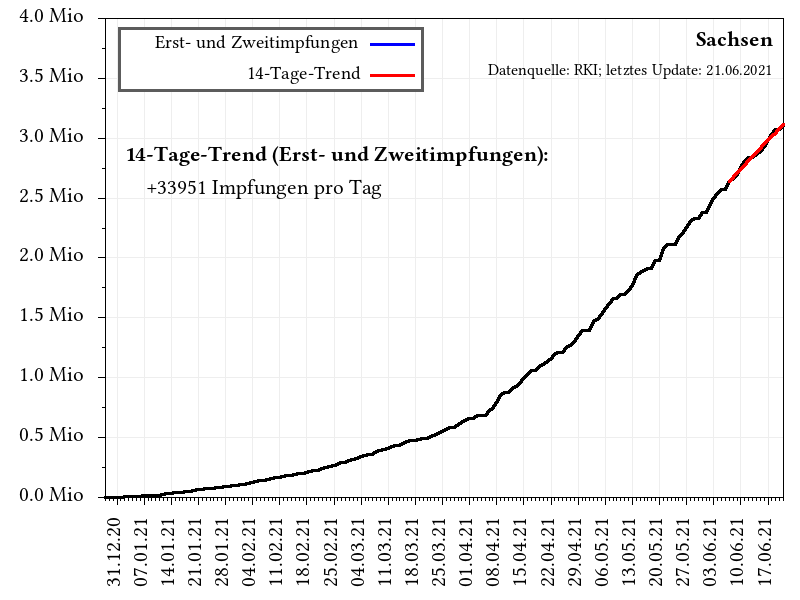 4.0 Mio
3.5 Mio
3.0 Mio
2.5 Mio
2.0 Mio
1.5 Mio
1.0 Mio
0.5 Mio
0.0 Mio
Erst- und Zweitimpfungen
14-Tage-Trend
Sachsen
Datenquelle: RKI; letztes Update: 21.06.2021
14-Tage-Trend (Erst- und Zweitimpfungen):
+33951 Impfungen pro Tag
31.12.20
07.01.21
14.01.21
21.01.21
28.01.21
04.02.21
11.02.21
18.02.21
25.02.21
04.03.21
11.03.21
18.03.21
25.03.21
01.04.21
08.04.21
15.04.21
22.04.21
29.04.21
06.05.21
13.05.21
20.05.21
27.05.21
03.06.21
10.06.21
17.06.21